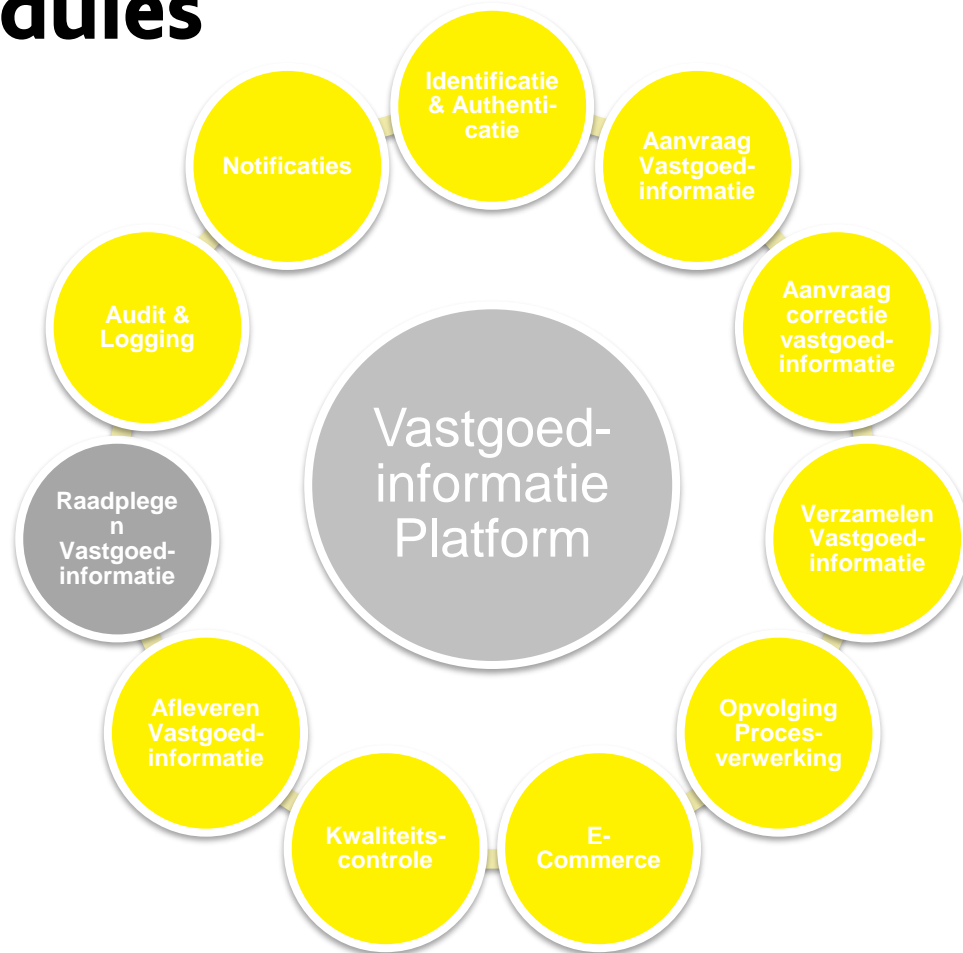 dules
Identificatie
& Authenti-
catie
Aanvraag
Vastgoed-
informatie
Aanvraag
correctie
vastgoed-
informatie
Verzamelen
Vastgoed-
informatie
Opvolging
Proces-
verwerking
E-
Commerce
Kwaliteits-
controle
Afleveren
Vastgoed-
informatie
Raadplege
n
Vastgoed-
informatie
Audit &
Logging
Notificaties
Vastgoed-
informatie
Platform